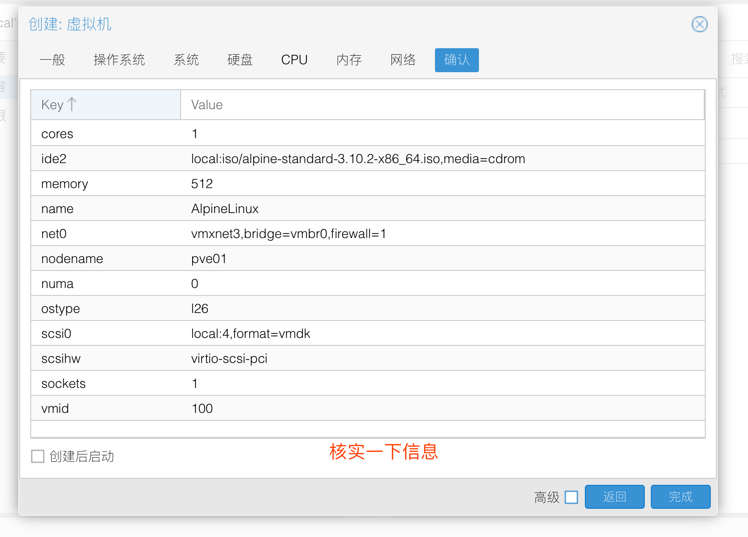 创建: 虚拟机
一般 操作系统 系统 硬盘 CPU 内存 网络 确认
Key Value
cores 1
ide2 local:iso/alpine-standard-3.10.2-x86_64.iso,media=cdrom
memory 512
name AlpineLinux
net0 vmxnet3,bridge=vmbr0,firewall=1
nodename pve01
numa 0
ostype l26
scsi0 local:4,format=vmdk
scsihw virtio-scsi-pci
sockets 1
vmid 100
核实一下信息
创建后启动
高级 返回 完成